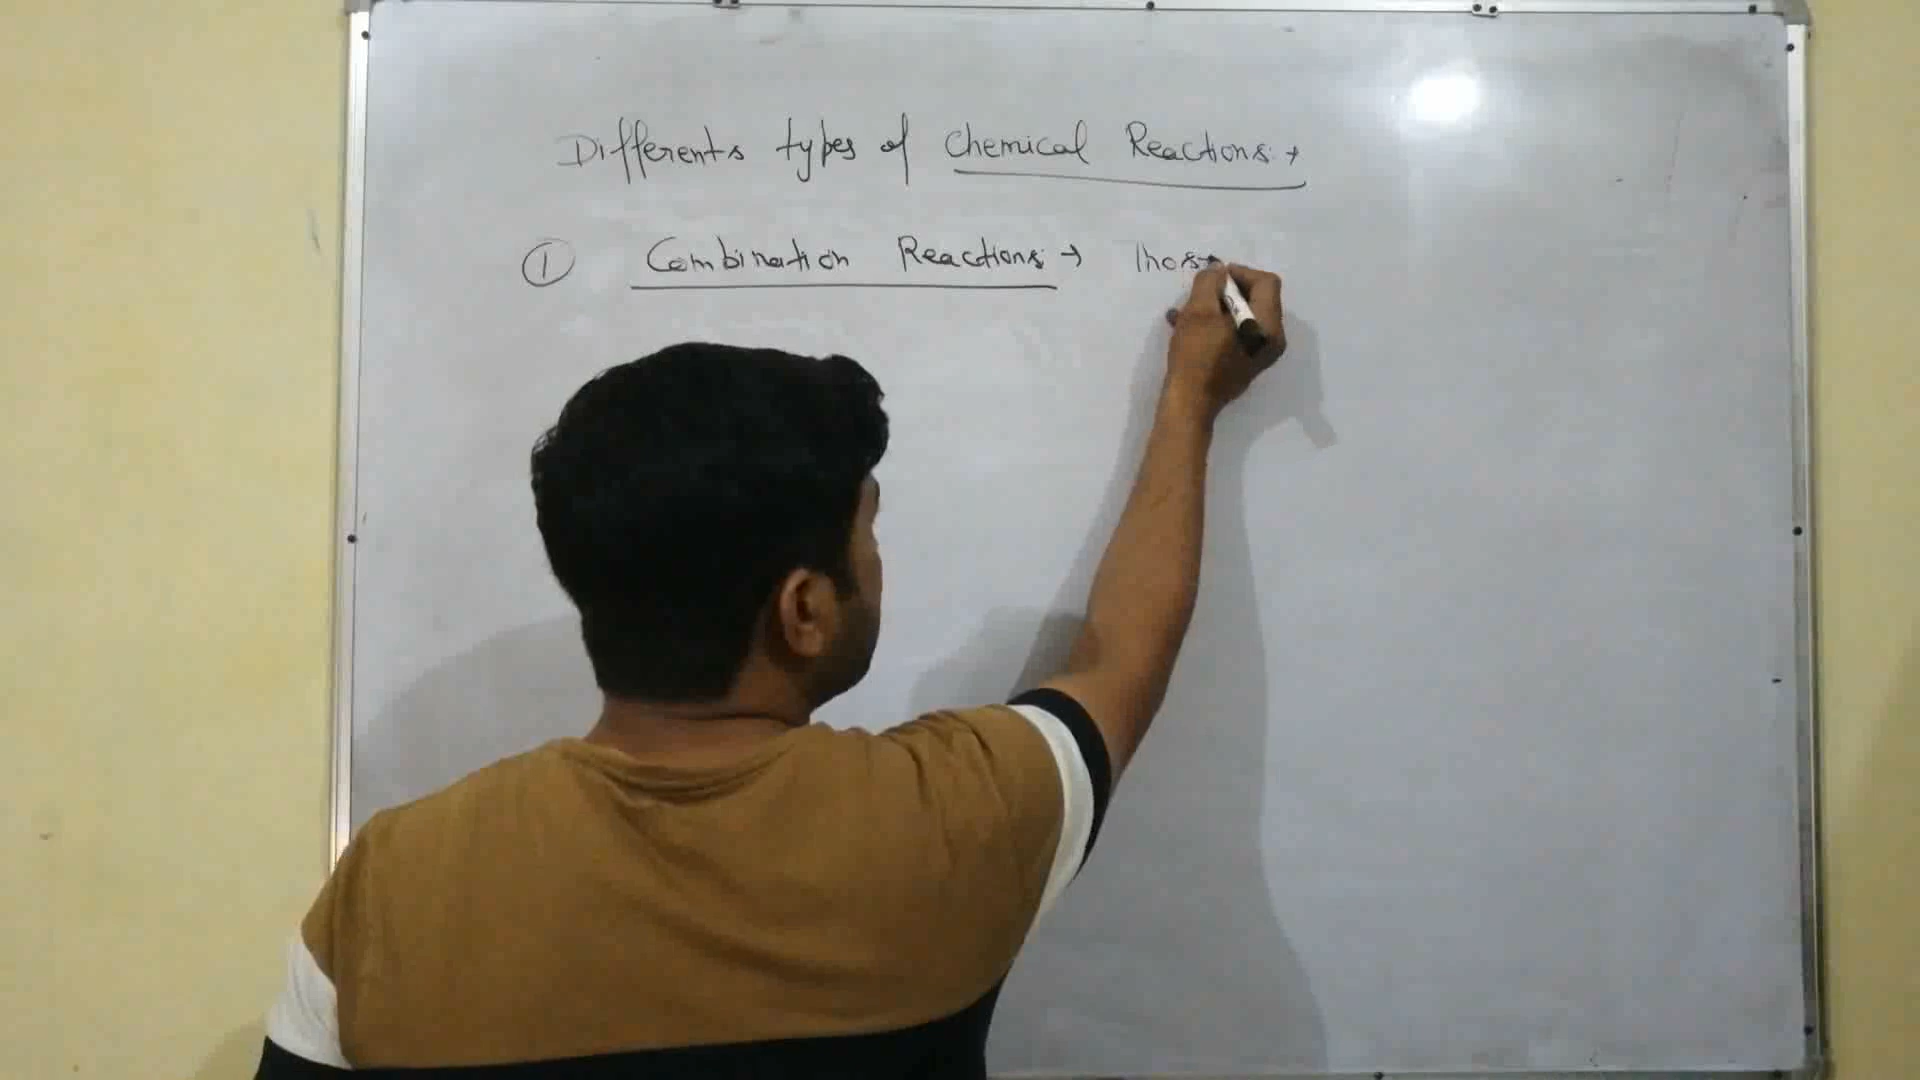 Differents types of Chemical Reactions:→
① Combination Reactions:→ Those